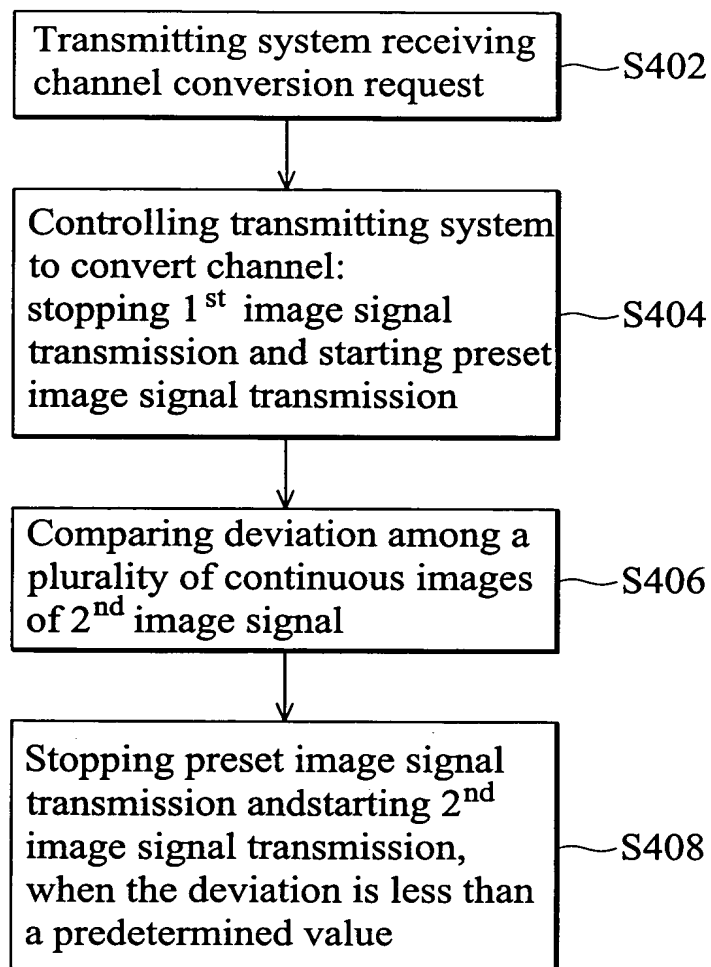 Transmitting system receiving
channel conversion request
S402
Controlling transmitting system
to convert channel:
stopping 1st image signal
transmission and starting preset
image signal transmission
S404
Comparing deviation among a
plurality of continuous images
of 2nd image signal
S406
Stopping preset image signal
transmission andstarting 2nd
image signal transmission,
when the deviation is less than
a predetermined value
S408